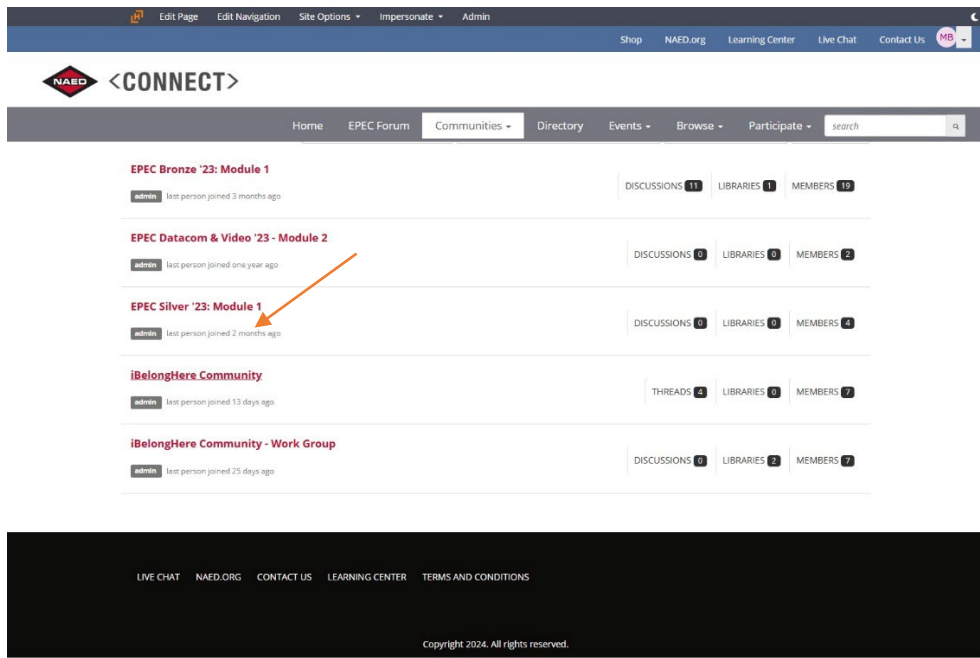 Edit Page Edit Navigation Site Options Impersonate Admin
Shop NAED.org Learning Center Live Chat Contact Us MB
NAED <CONNECT>
Home EPEC Forum Communities Directory Events Browse Participate search
EPEC Bronze '23: Module 1
DISCUSSIONS 11 LIBRARIES 1 MEMBERS 19
admin last person joined 3 months ago
EPEC Datacom & Video '23 - Module 2
DISCUSSIONS 0 LIBRARIES 0 MEMBERS 2
admin last person joined one year ago
EPEC Silver '23: Module 1
DISCUSSIONS 0 LIBRARIES 0 MEMBERS 4
admin last person joined 2 months ago
iBelongHere Community
THREADS 4 LIBRARIES 0 MEMBERS 7
admin last person joined 13 days ago
iBelongHere Community - Work Group
DISCUSSIONS 0 LIBRARIES 2 MEMBERS 7
admin last person joined 25 days ago
LIVE CHAT NAED.ORG CONTACT US LEARNING CENTER TERMS AND CONDITIONS
Copyright 2024. All rights reserved.